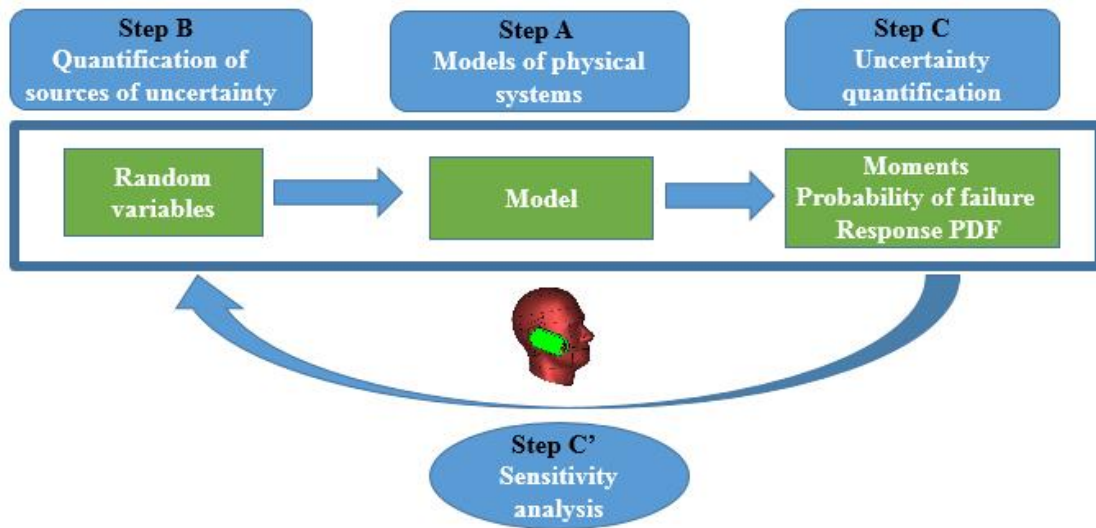 Step B
Quantification of
sources of uncertainty
Step A
Models of physical
systems
Step C
Uncertainty
quantification
Random
variables
Model
Moments
Probability of failure
Response PDF
Step C’
Sensitivity
analysis